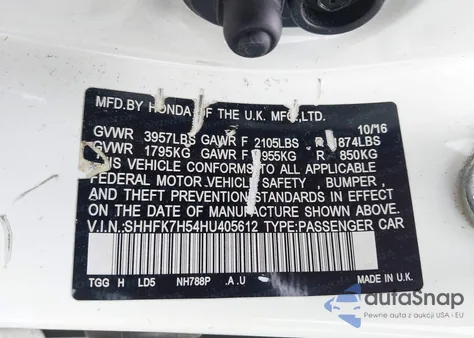 MFD.BY HONDA OF THE U.K. MFG.,LTD. 10/16
GVWR 3957LBS GAWR F 2105LBS R 1874LBS
GVWR 1795KG GAWR F 955KG R 850KG
THIS VEHICLE CONFORMS TO ALL APPLICABLE
FEDERAL MOTOR VEHICLE SAFETY , BUMPER ,
AND THEFT PREVENTION STANDARDS IN EFFECT
ON THE DATE OF MANUFACTURE SHOWN ABOVE.
V.I.N.:SHHFK7H54HU405612 TYPE:PASSENGER CAR
TGG H LD5 NH788P .A .U MADE IN U.K.
autoSnap
Pewne auta z aukcji USA i EU